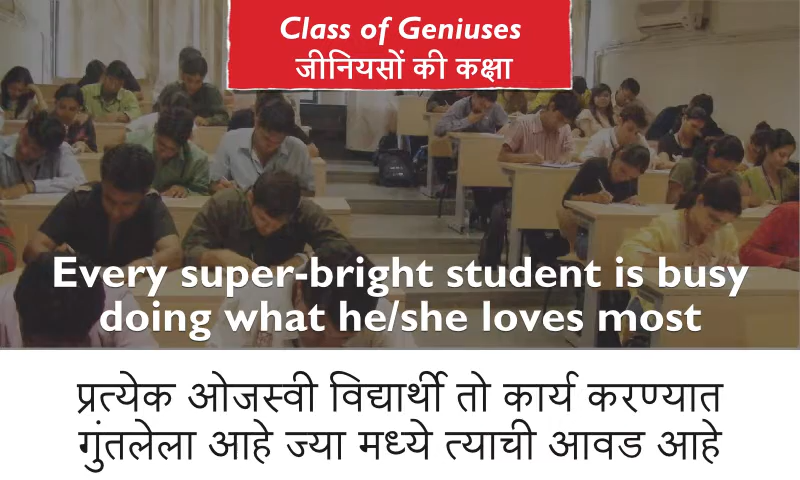 Class of Geniuses
जीनियसों की कक्षा
Every super-bright student is busy
doing what he/she loves most
प्रत्येक ओजस्वी विद्यार्थी तो कार्य करण्यात
गुंतलेला आहे ज्या मध्ये त्याची आवड आहे